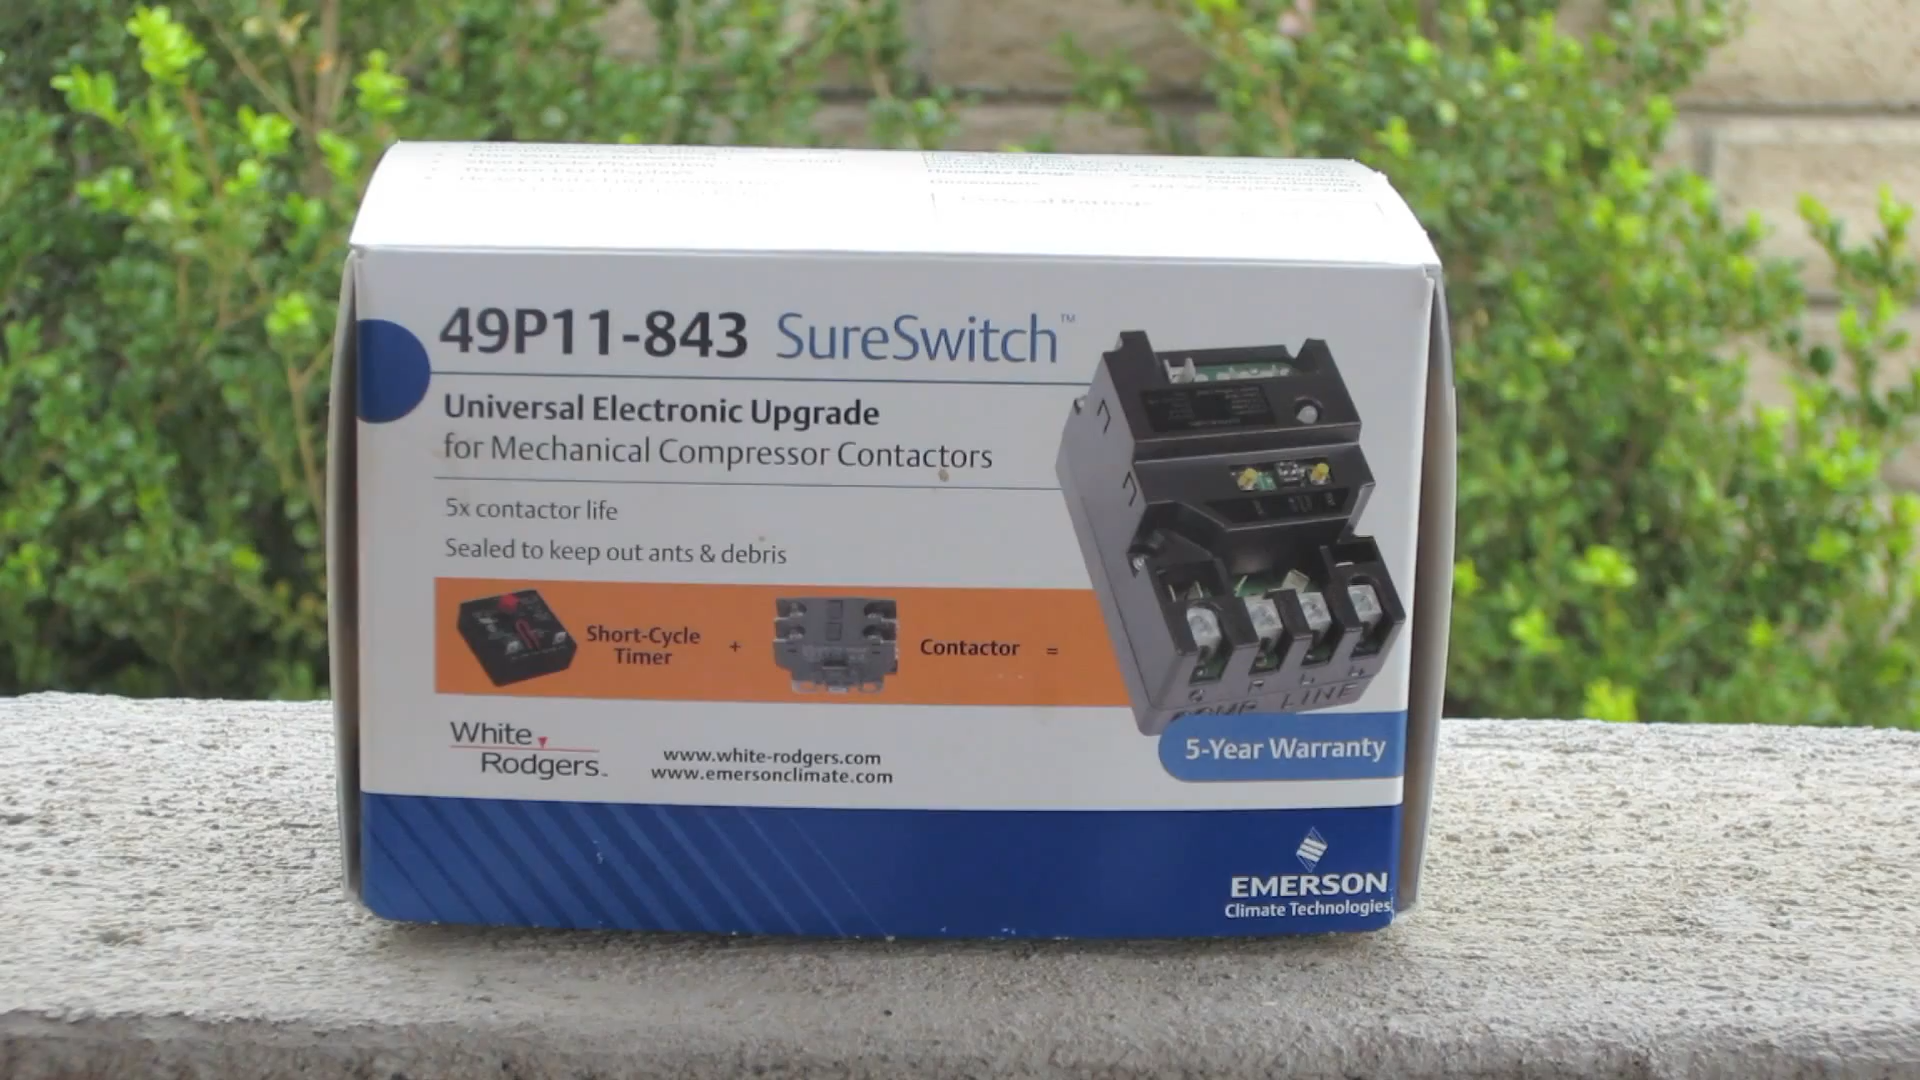 49P11-843 SureSwitch™
Universal Electronic Upgrade
for Mechanical Compressor Contactors
5x contactor life
Sealed to keep out ants & debris
Short-Cycle
Timer
+
Contactor
=
COMP LINE
White
Rodgers™
www.white-rodgers.com
www.emersonclimate.com
5-Year Warranty
EMERSON
Climate Technologies